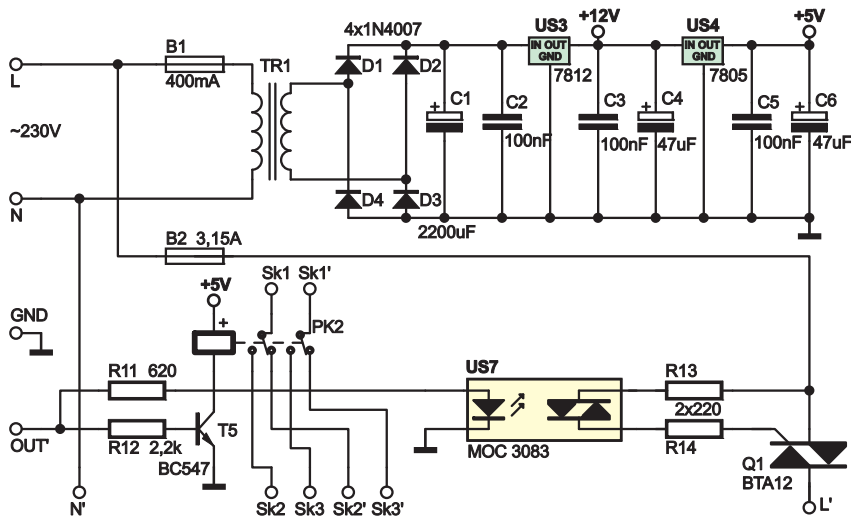 4x1N4007
US3
+12V
US4
+5V
B1
400mA
L
TR1
D1
D2
IN OUT
GND
7812
IN OUT
GND
7805
~230V
C1
C2
100nF
C3
100nF
C4
47uF
C5
100nF
C6
47uF
N
D4
D3
2200uF
B2 3,15A
+5V
Sk1
Sk1'
GND
+
PK2
R11 620
US7
R13
2x220
OUT'
R12 2,2k
T5
BC547
MOC 3083
R14
Q1
BTA12
N'
Sk2
Sk3
Sk2'
Sk3'
L'